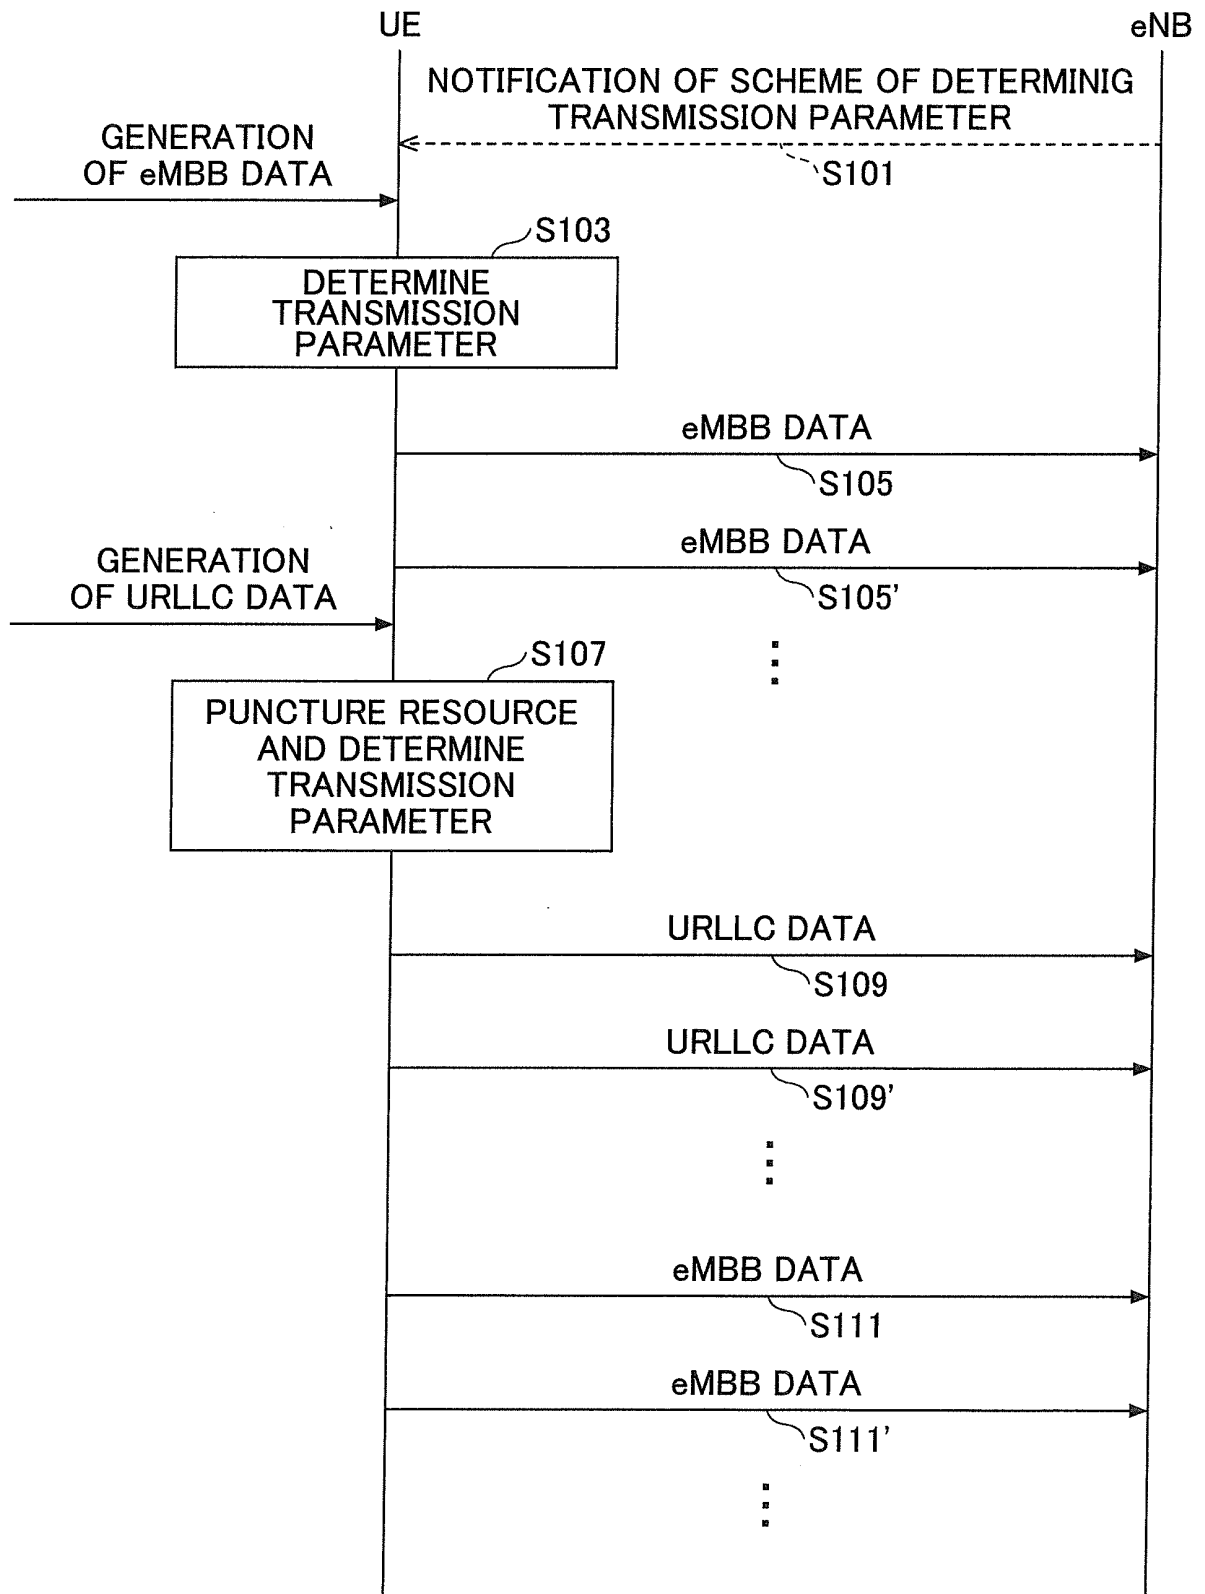 UE
eNB
NOTIFICATION OF SCHEME OF DETERMINIG
TRANSMISSION PARAMETER
S101
GENERATION
OF eMBB DATA
S103
DETERMINE
TRANSMISSION
PARAMETER
eMBB DATA
S105
eMBB DATA
S105'
GENERATION
OF URLLC DATA
S107
PUNCTURE RESOURCE
AND DETERMINE
TRANSMISSION
PARAMETER
URLLC DATA
S109
URLLC DATA
S109'
eMBB DATA
S111
eMBB DATA
S111'